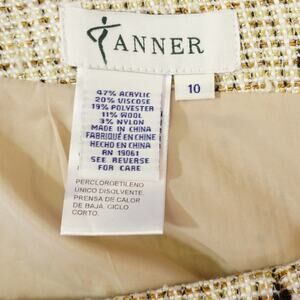 TANNER
10
47% ACRYLIC
20% VISCOSE
19% POLYESTER
11% WOOL
3% NYLON
MADE IN CHINA
FABRIQUÉ EN CHINE
HECHO EN CHINA
RN 19061
SEE REVERSE
FOR CARE
PERCLOROETILENO
ÚNICO DISOLVENTE.
PRENSA DE CALOR
DE BAJA. CICLO
CORTO.